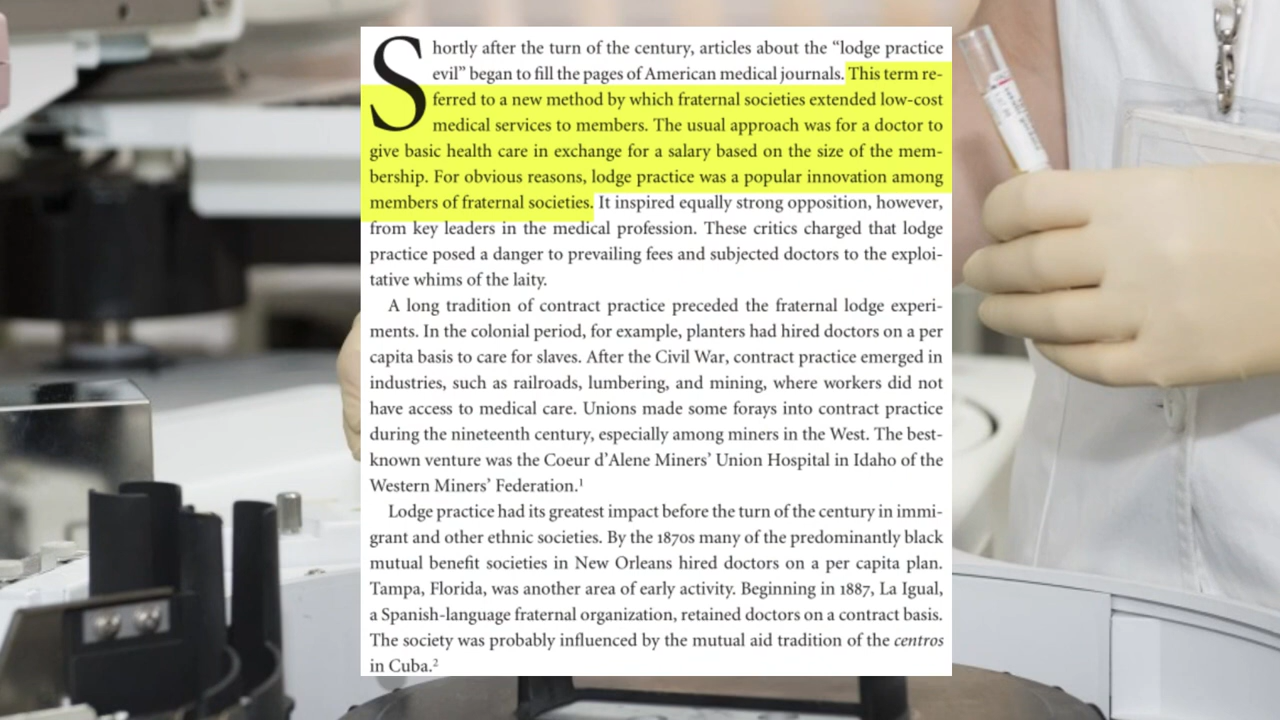 Shortly after the turn of the century, articles about the “lodge practice
evil” began to fill the pages of American medical journals. This term re-
ferred to a new method by which fraternal societies extended low-cost
medical services to members. The usual approach was for a doctor to
give basic health care in exchange for a salary based on the size of the mem-
bership. For obvious reasons, lodge practice was a popular innovation among
members of fraternal societies. It inspired equally strong opposition, however,
from key leaders in the medical profession. These critics charged that lodge
practice posed a danger to prevailing fees and subjected doctors to the exploi-
tative whims of the laity.
A long tradition of contract practice preceded the fraternal lodge experi-
ments. In the colonial period, for example, planters had hired doctors on a per
capita basis to care for slaves. After the Civil War, contract practice emerged in
industries, such as railroads, lumbering, and mining, where workers did not
have access to medical care. Unions made some forays into contract practice
during the nineteenth century, especially among miners in the West. The best-
known venture was the Coeur d’Alene Miners’ Union Hospital in Idaho of the
Western Miners’ Federation.¹
Lodge practice had its greatest impact before the turn of the century in immi-
grant and other ethnic societies. By the 1870s many of the predominantly black
mutual benefit societies in New Orleans hired doctors on a per capita plan.
Tampa, Florida, was another area of early activity. Beginning in 1887, La Igual,
a Spanish-language fraternal organization, retained doctors on a contract basis.
The society was probably influenced by the mutual aid tradition of the centros
in Cuba.²